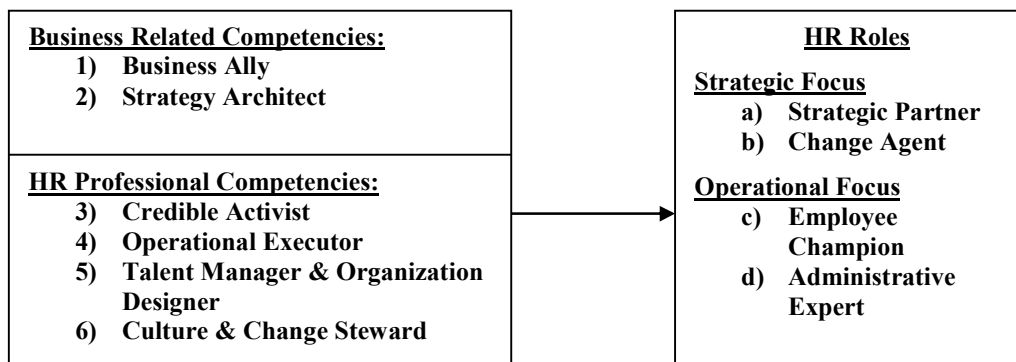 Business Related Competencies:
1) Business Ally
2) Strategy Architect
HR Professional Competencies:
3) Credible Activist
4) Operational Executor
5) Talent Manager & Organization
Designer
6) Culture & Change Steward
HR Roles
Strategic Focus
a) Strategic Partner
b) Change Agent
Operational Focus
c) Employee
Champion
d) Administrative
Expert